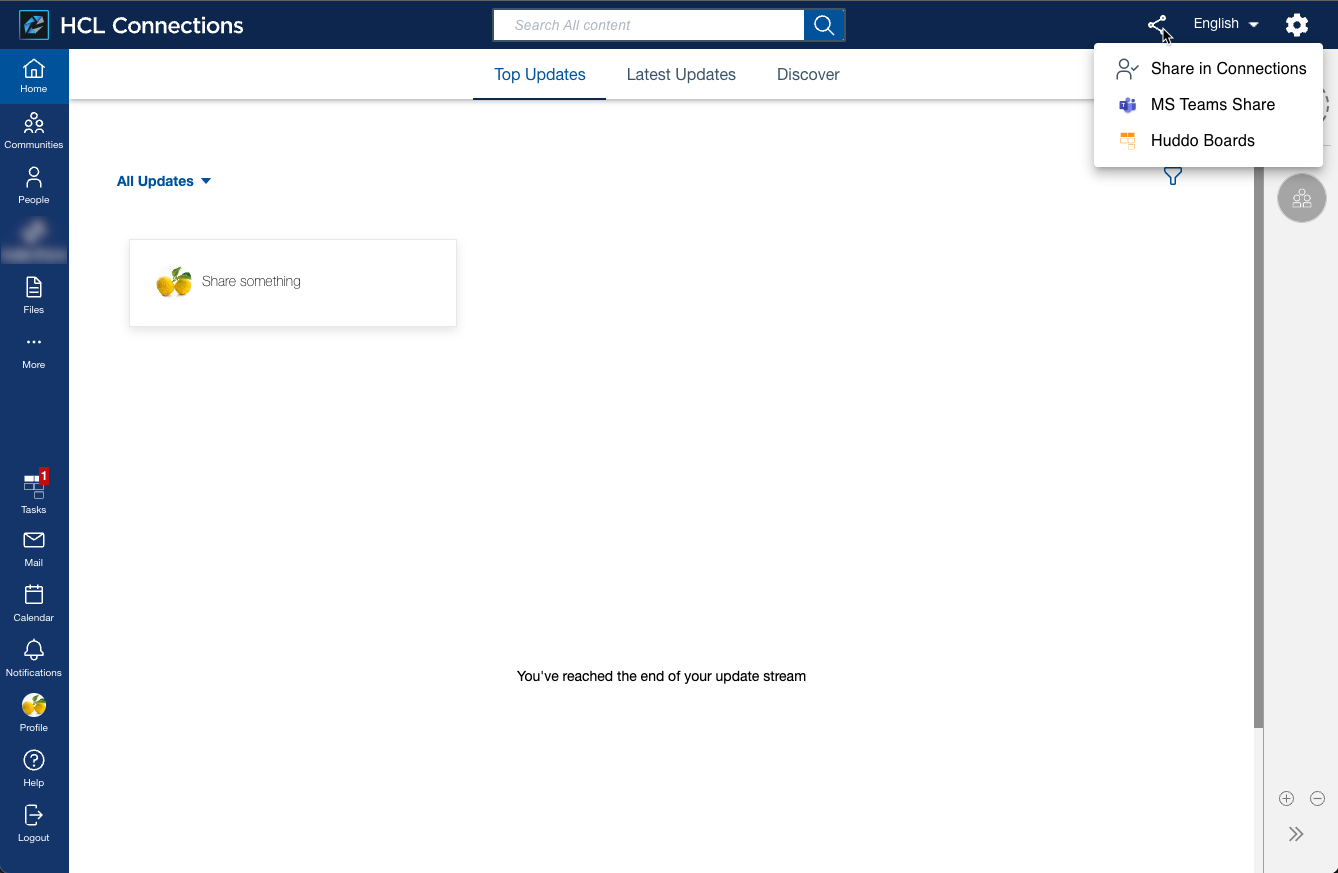 HCL Connections
Search All content
English
Share in Connections
MS Teams Share
Huddo Boards
Top Updates
Latest Updates
Discover
Home
Communities
People
Files
More
All Updates
Share something
You've reached the end of your update stream
1
Tasks
Mail
Calendar
Notifications
Profile
Help
Logout